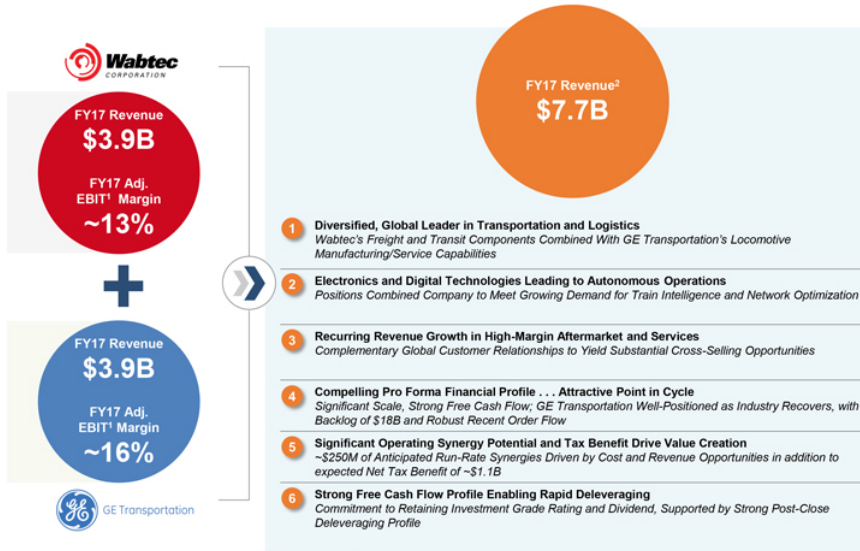 Wabtec
CORPORATION
FY17 Revenue
$3.9B
FY17 Adj.
EBIT¹ Margin
~13%
FY17 Revenue
$3.9B
FY17 Adj.
EBIT¹ Margin
~16%
GE Transportation
FY17 Revenue²
$7.7B
1 Diversified, Global Leader in Transportation and Logistics
Wabtec's Freight and Transit Components Combined With GE Transportation's Locomotive
Manufacturing/Service Capabilities
2 Electronics and Digital Technologies Leading to Autonomous Operations
Positions Combined Company to Meet Growing Demand for Train Intelligence and Network Optimization
3 Recurring Revenue Growth in High-Margin Aftermarket and Services
Complementary Global Customer Relationships to Yield Substantial Cross-Selling Opportunities
4 Compelling Pro Forma Financial Profile . . . Attractive Point in Cycle
Significant Scale, Strong Free Cash Flow; GE Transportation Well-Positioned as Industry Recovers, with
Backlog of $18B and Robust Recent Order Flow
5 Significant Operating Synergy Potential and Tax Benefit Drive Value Creation
~$250M of Anticipated Run-Rate Synergies Driven by Cost and Revenue Opportunities in addition to
expected Net Tax Benefit of ~$1.1B
6 Strong Free Cash Flow Profile Enabling Rapid Deleveraging
Commitment to Retaining Investment Grade Rating and Dividend, Supported by Strong Post-Close
Deleveraging Profile